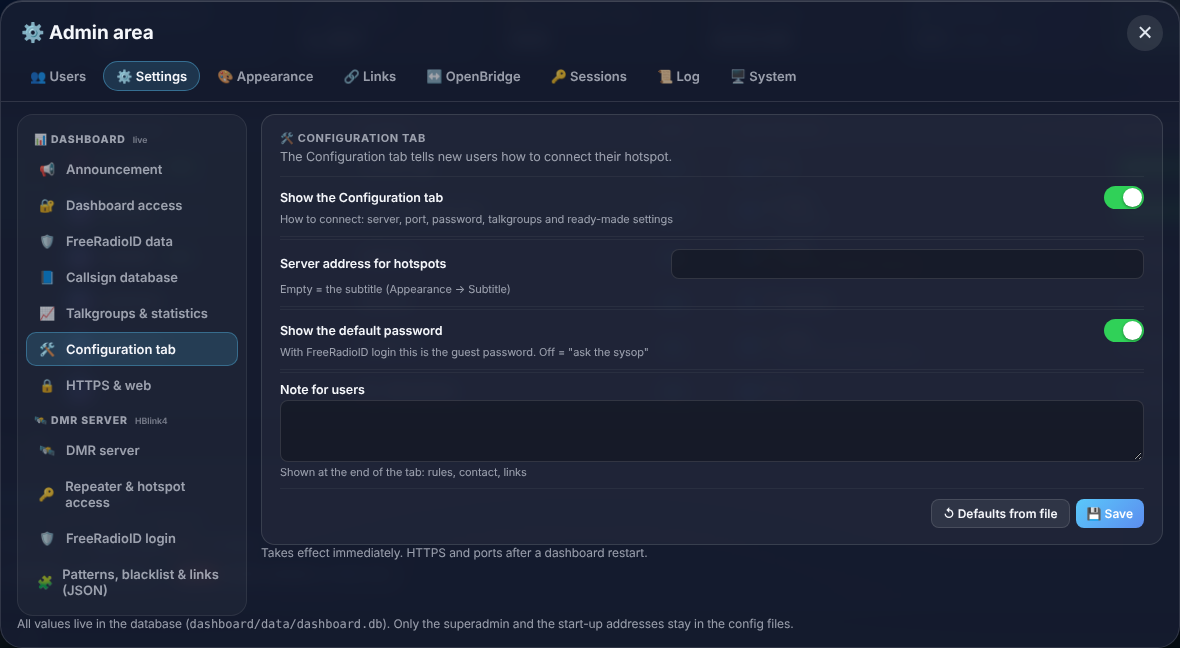 Admin area
Users
Settings
Appearance
Links
OpenBridge
Sessions
Log
System
DASHBOARD live
Announcement
Dashboard access
FreeRadioID data
Callsign database
Talkgroups & statistics
Configuration tab
HTTPS & web
DMR SERVER HBlink4
DMR server
Repeater & hotspot
access
FreeRadioID login
Patterns, blacklist & links
(JSON)
CONFIGURATION TAB
The Configuration tab tells new users how to connect their hotspot.
Show the Configuration tab
How to connect: server, port, password, talkgroups and ready-made settings
Server address for hotspots
Empty = the subtitle (Appearance → Subtitle)
Show the default password
With FreeRadioID login this is the guest password. Off = "ask the sysop"
Note for users
Shown at the end of the tab: rules, contact, links
Defaults from file
Save
Takes effect immediately. HTTPS and ports after a dashboard restart.
All values live in the database (dashboard/data/dashboard.db). Only the superadmin and the start-up addresses stay in the config files.